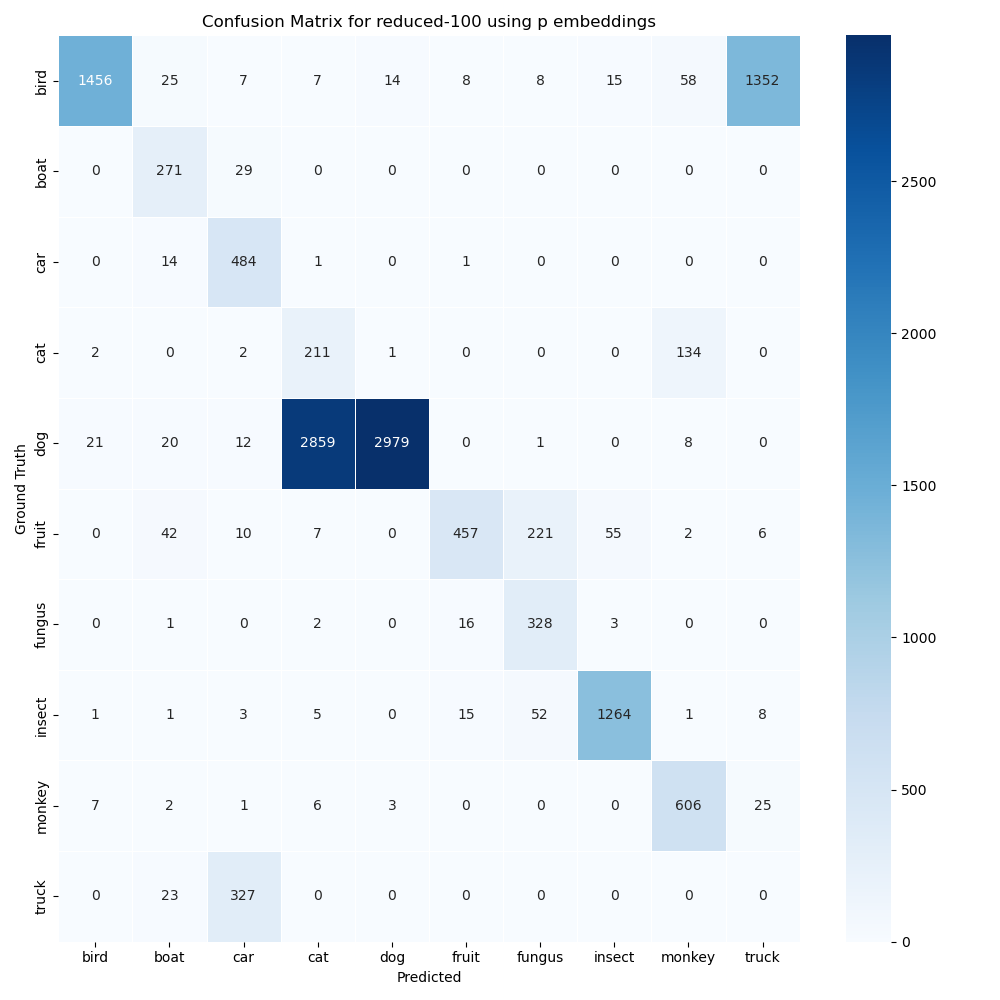 Confusion Matrix for reduced-100 using p embeddings
bird 1456 25 7 7 14 8 8 15 58 1352
boat 0 271 29 0 0 0 0 0 0 0
car 0 14 484 1 0 1 0 0 0 0
cat 2 0 2 211 1 0 0 0 134 0
dog 21 20 12 2859 2979 0 1 0 8 0
fruit 0 42 10 7 0 457 221 55 2 6
fungus 0 1 0 2 0 16 328 3 0 0
insect 1 1 3 5 0 15 52 1264 1 8
monkey 7 2 1 6 3 0 0 0 606 25
truck 0 23 327 0 0 0 0 0 0 0
bird boat car cat dog fruit fungus insect monkey truck
Predicted
Ground Truth
2500
2000
1500
1000
500
0